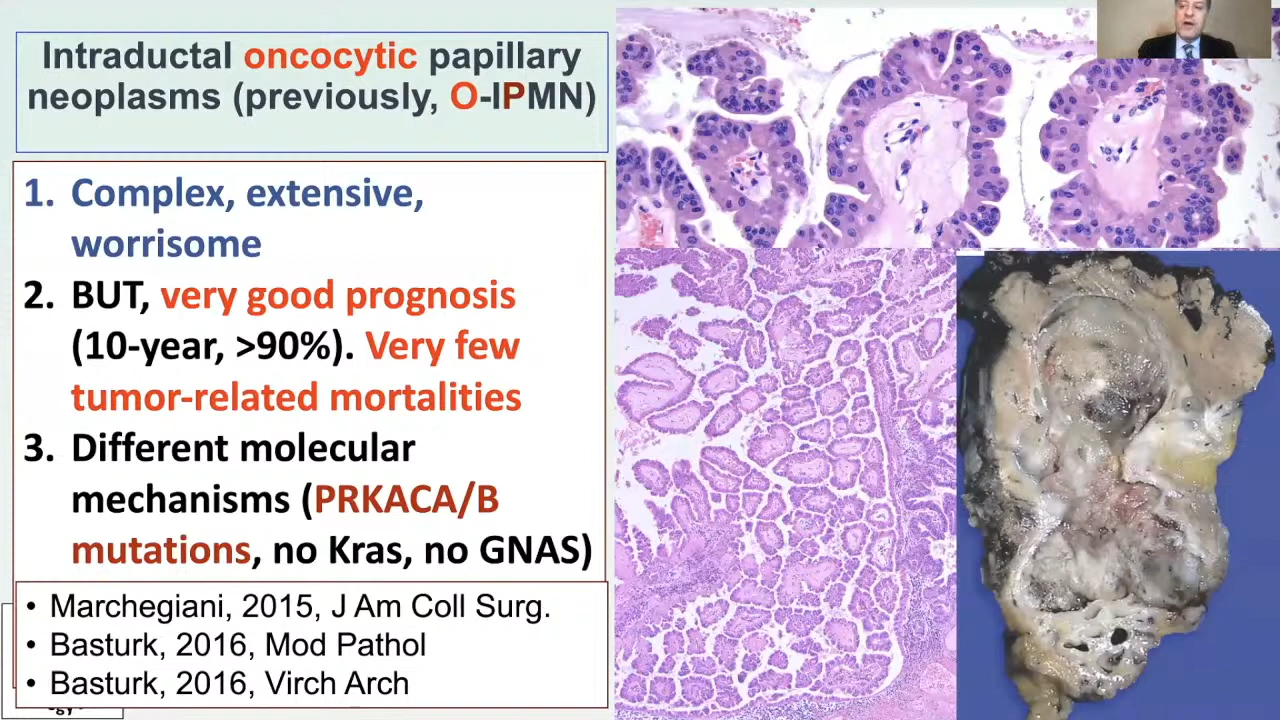 Intraductal oncocytic papillary
neoplasms (previously, O-IPMN)
1. Complex, extensive,
worrisome
2. BUT, very good prognosis
(10-year, >90%). Very few
tumor-related mortalities
3. Different molecular
mechanisms (PRKACA/B
mutations, no Kras, no GNAS)
• Marchegiani, 2015, J Am Coll Surg.
• Basturk, 2016, Mod Pathol
• Basturk, 2016, Virch Arch